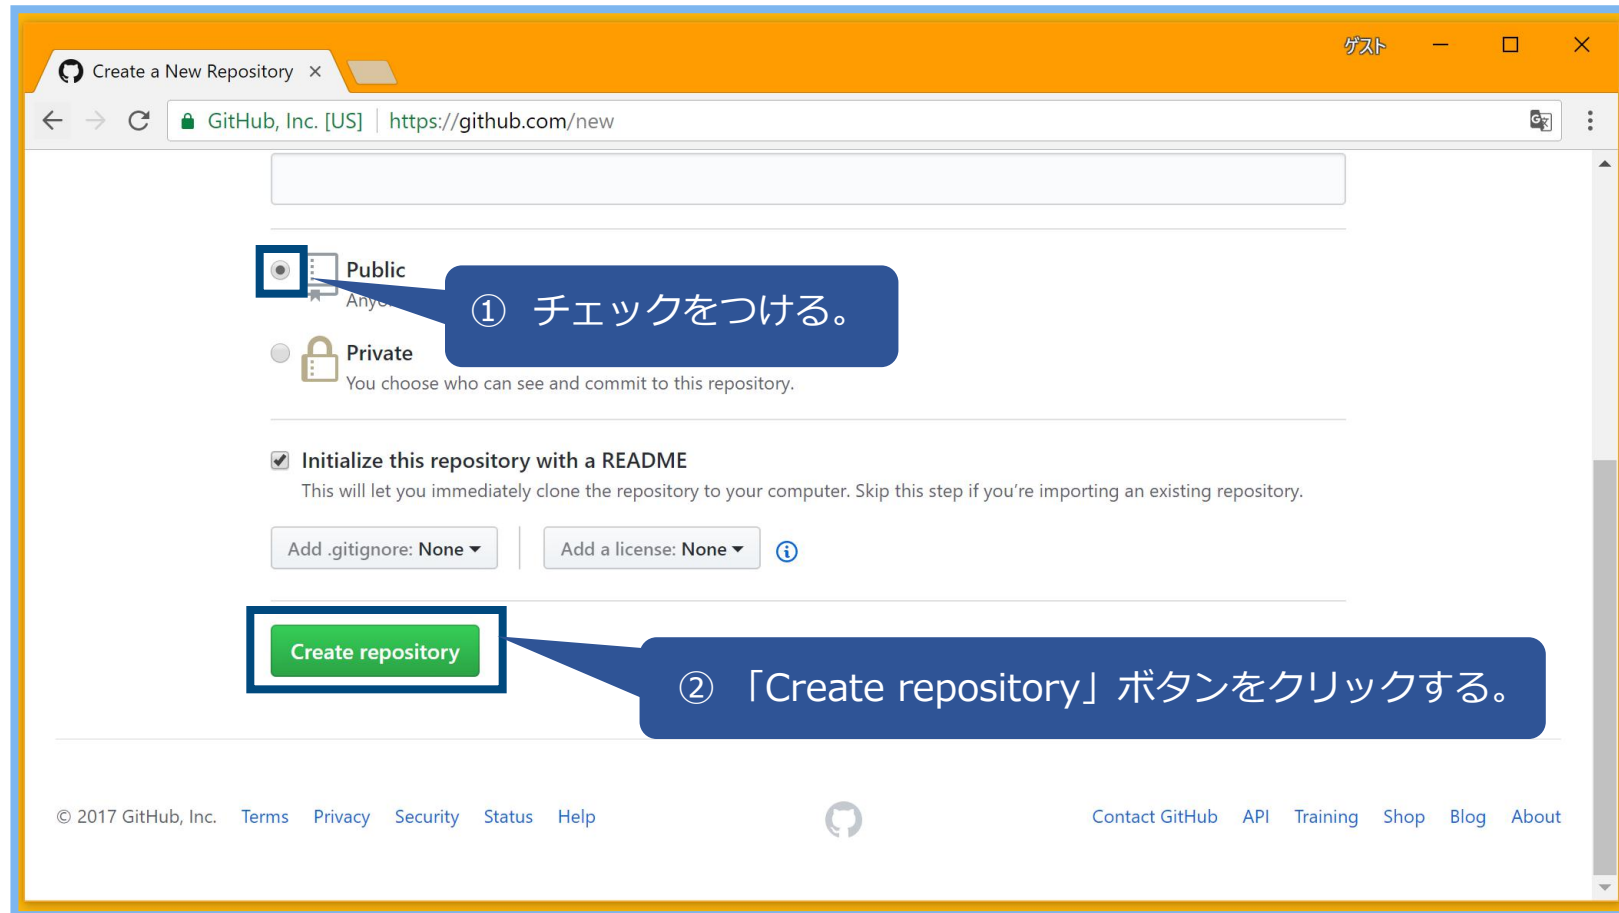 ゲスト
Create a New Repository
GitHub, Inc. [US] https://github.com/new
Public
① チェックをつける。
Private
You choose who can see and commit to this repository.
Initialize this repository with a README
This will let you immediately clone the repository to your computer. Skip this step if you’re importing an existing repository.
Add .gitignore: None Add a license: None
Create repository
② 「Create repository」ボタンをクリックする。
© 2017 GitHub, Inc. Terms Privacy Security Status Help Contact GitHub API Training Shop Blog About